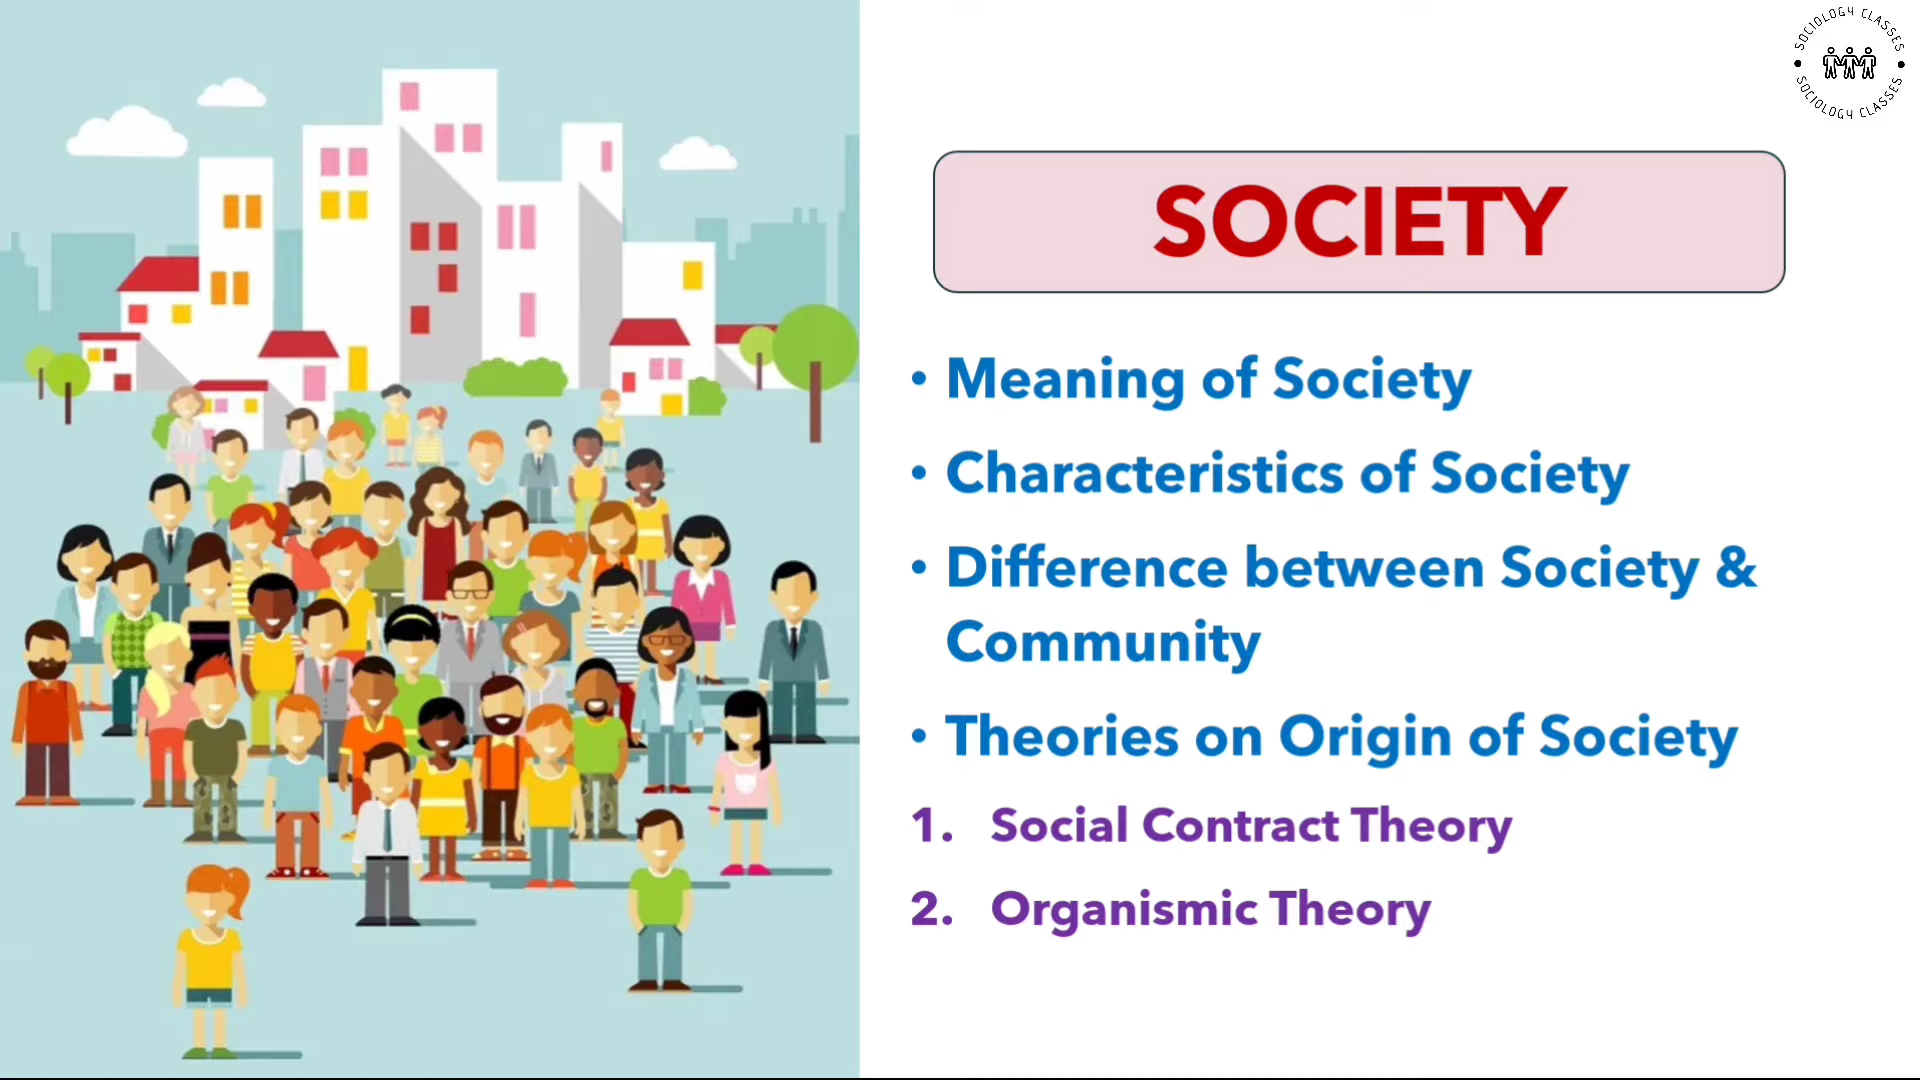 SOCIOLOGY CLASSES
SOCIOLOGY CLASSES
SOCIETY
• Meaning of Society
• Characteristics of Society
• Difference between Society &
Community
• Theories on Origin of Society
1. Social Contract Theory
2. Organismic Theory